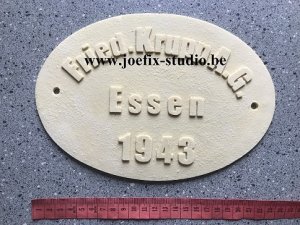 Fried. Krupp A.G.
www.joefix-studio.be
Essen
1943